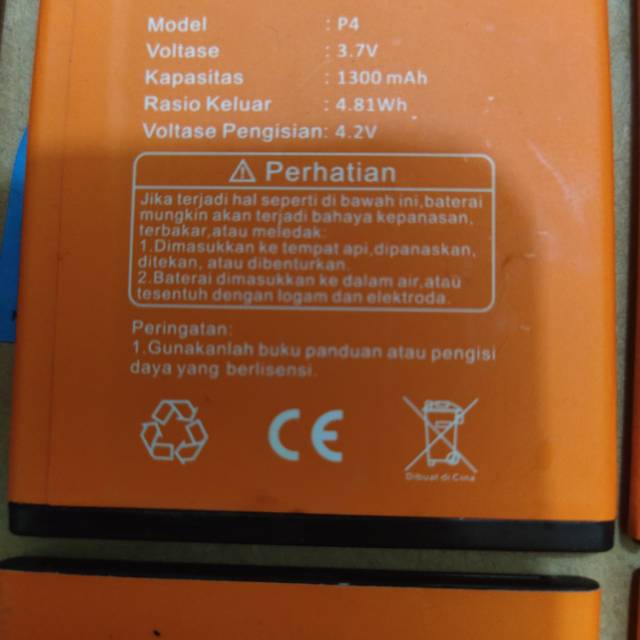 Model : P4
Voltase : 3.7V
Kapasitas : 1300 mAh
Rasio Keluar : 4.81Wh
Voltase Pengisian: 4.2V
Perhatian
Jika terjadi hal seperti di bawah ini,baterai
mungkin akan terjadi bahaya kepanasan,
terbakar,atau meledak:
1.Dimasukkan ke tempat api,dipanaskan,
ditekan, atau dibenturkan.
2.Baterai dimasukkan ke dalam air,atau
tesentuh dengan logam dan elektroda.
Peringatan:
1.Gunakanlah buku panduan atau pengisi
daya yang berlisensi.
CE
Dibuat di Cina